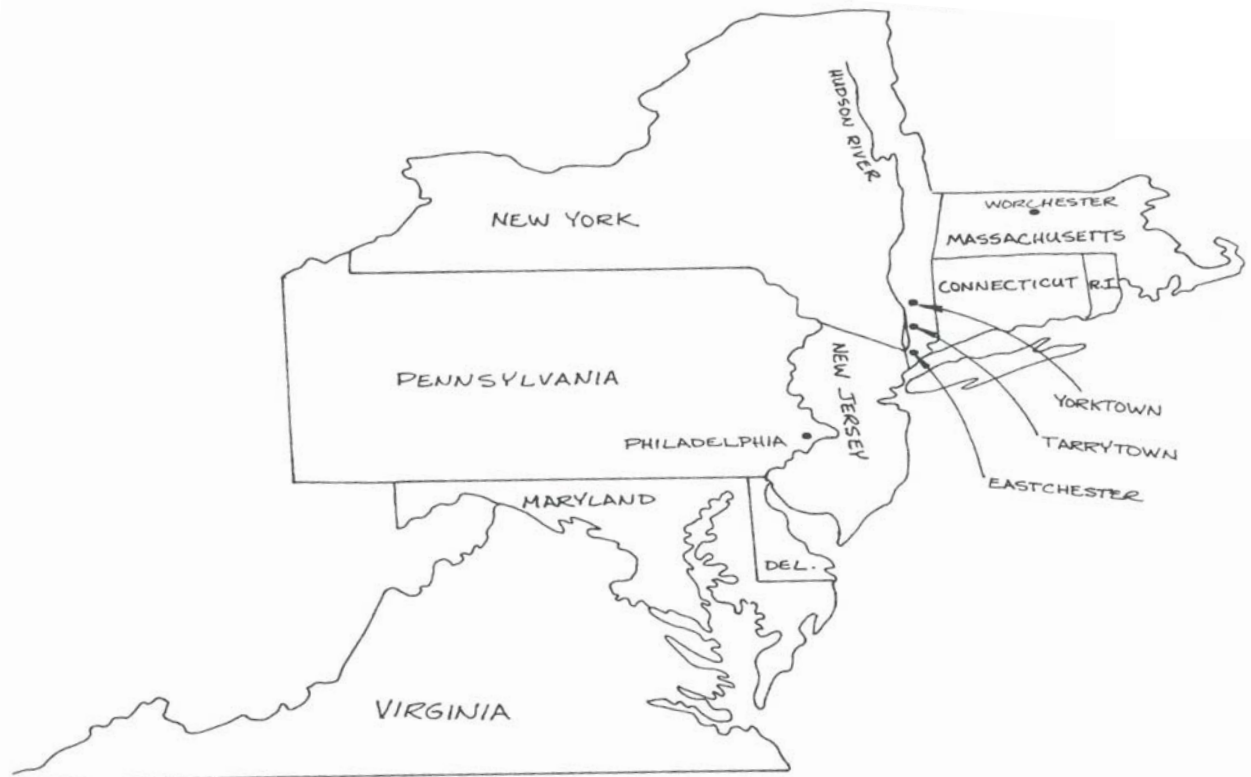 HUDSON RIVER
NEW YORK
WORCHESTER
MASSACHUSETTS
CONNECTICUT
R.I.
PENNSYLVANIA
NEW JERSEY
YORKTOWN
PHILADELPHIA
TARRYTOWN
EASTCHESTER
MARYLAND
DEL.
VIRGINIA